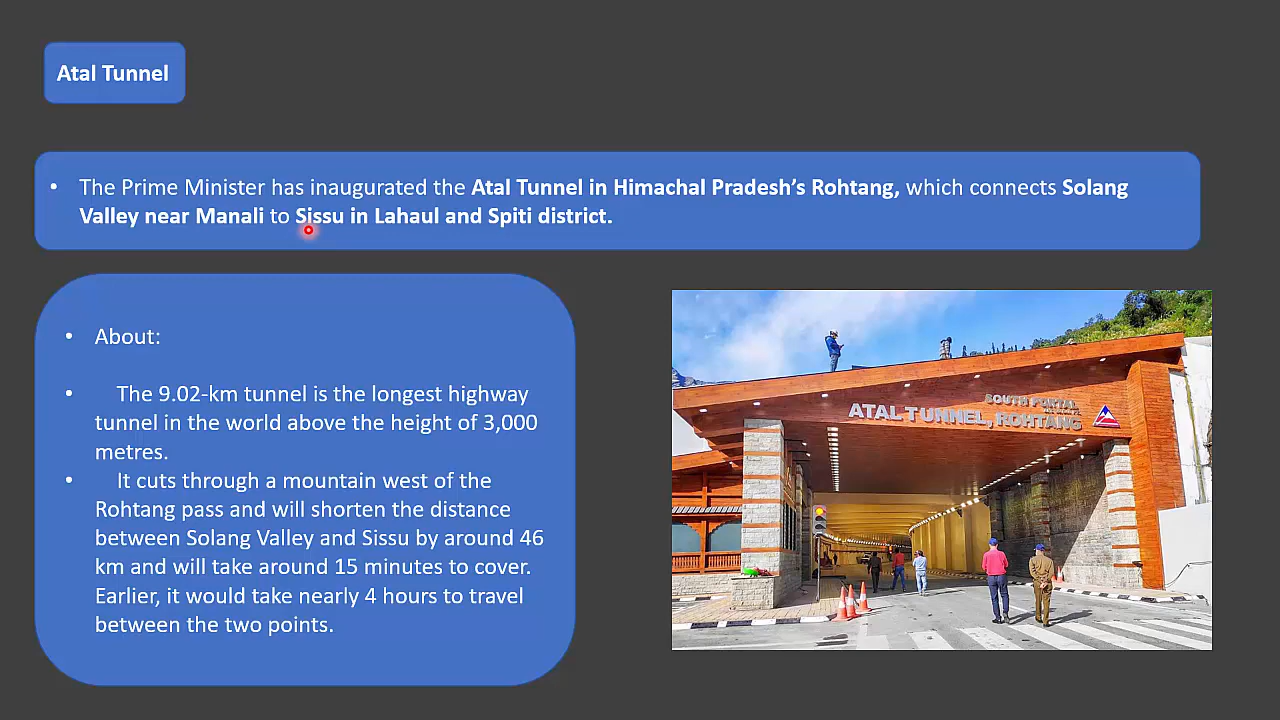 Atal Tunnel
• The Prime Minister has inaugurated the Atal Tunnel in Himachal Pradesh’s Rohtang, which connects Solang
Valley near Manali to Sissu in Lahaul and Spiti district.
• About:
• The 9.02-km tunnel is the longest highway
tunnel in the world above the height of 3,000
metres.
• It cuts through a mountain west of the
Rohtang pass and will shorten the distance
between Solang Valley and Sissu by around 46
km and will take around 15 minutes to cover.
Earlier, it would take nearly 4 hours to travel
between the two points.
SOUTH PORTAL
ATAL TUNNEL, ROHTANG